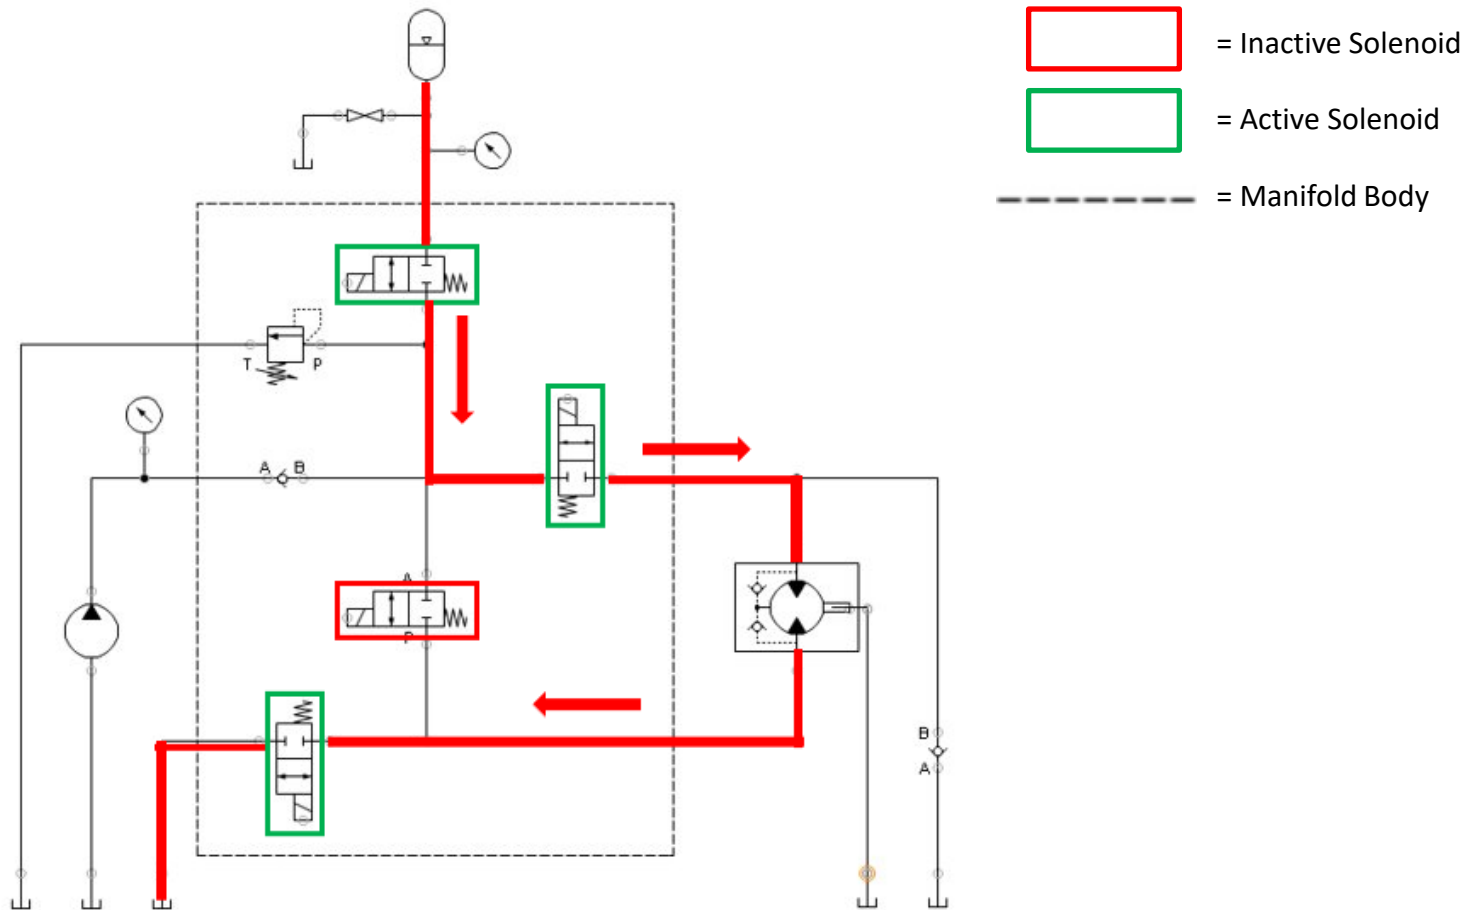 = Inactive Solenoid
= Active Solenoid
= Manifold Body
T P
A B
A
P
B
A